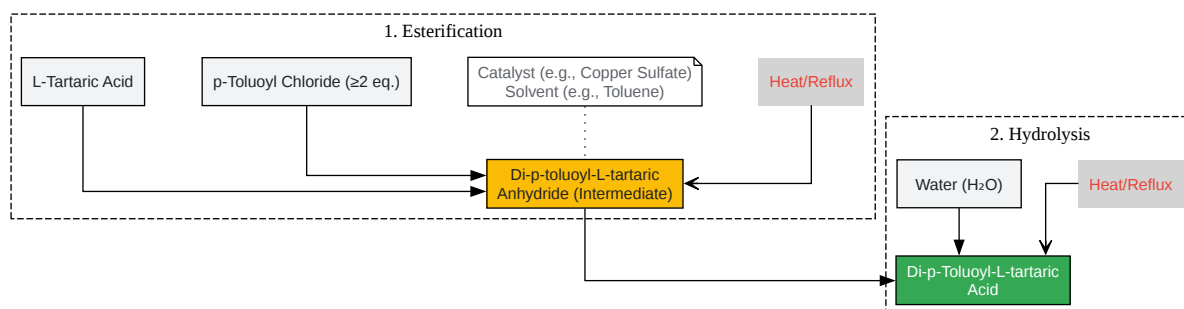 1. Esterification
L-Tartaric Acid
p-Toluoyl Chloride (≥2 eq.)
Catalyst (e.g., Copper Sulfate)
Solvent (e.g., Toluene)
Heat/Reflux
Di-p-toluoyl-L-tartaric
Anhydride (Intermediate)
2. Hydrolysis
Water (H₂O)
Heat/Reflux
Di-p-Toluoyl-L-tartaric
Acid